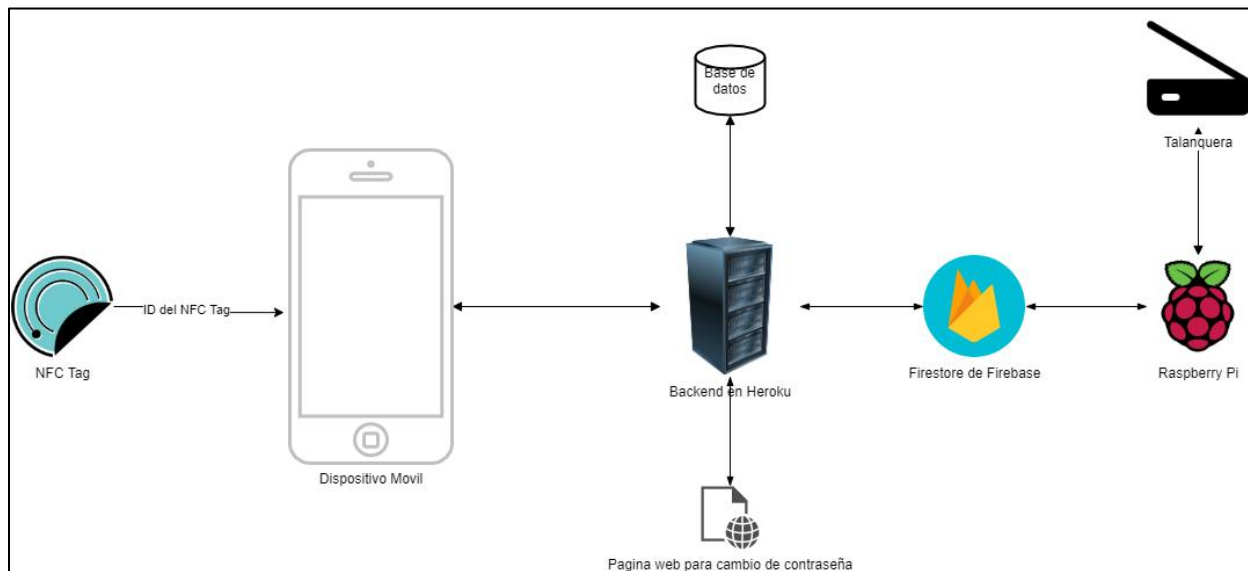 Base de
datos
Talanquera
ID del NFC Tag
NFC Tag
Firestore de Firebase
Raspberry Pi
Backend en Heroku
Dispositivo Movil
Pagina web para cambio de contraseña